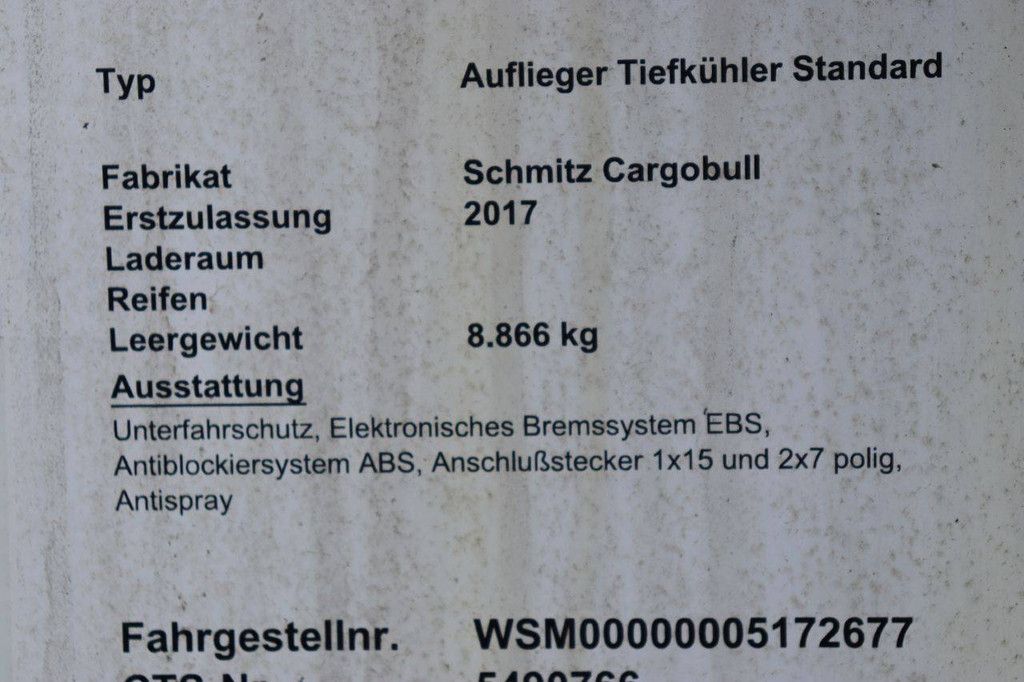 Typ Auflieger Tiefkühler Standard
Fabrikat Schmitz Cargobull
Erstzulassung 2017
Laderaum
Reifen
Leergewicht 8.866 kg
Ausstattung
Unterfahrschutz, Elektronisches Bremssystem EBS,
Antiblockiersystem ABS, Anschlußstecker 1x15 und 2x7 polig,
Antispray
Fahrgestellnr. WSM00000005172677